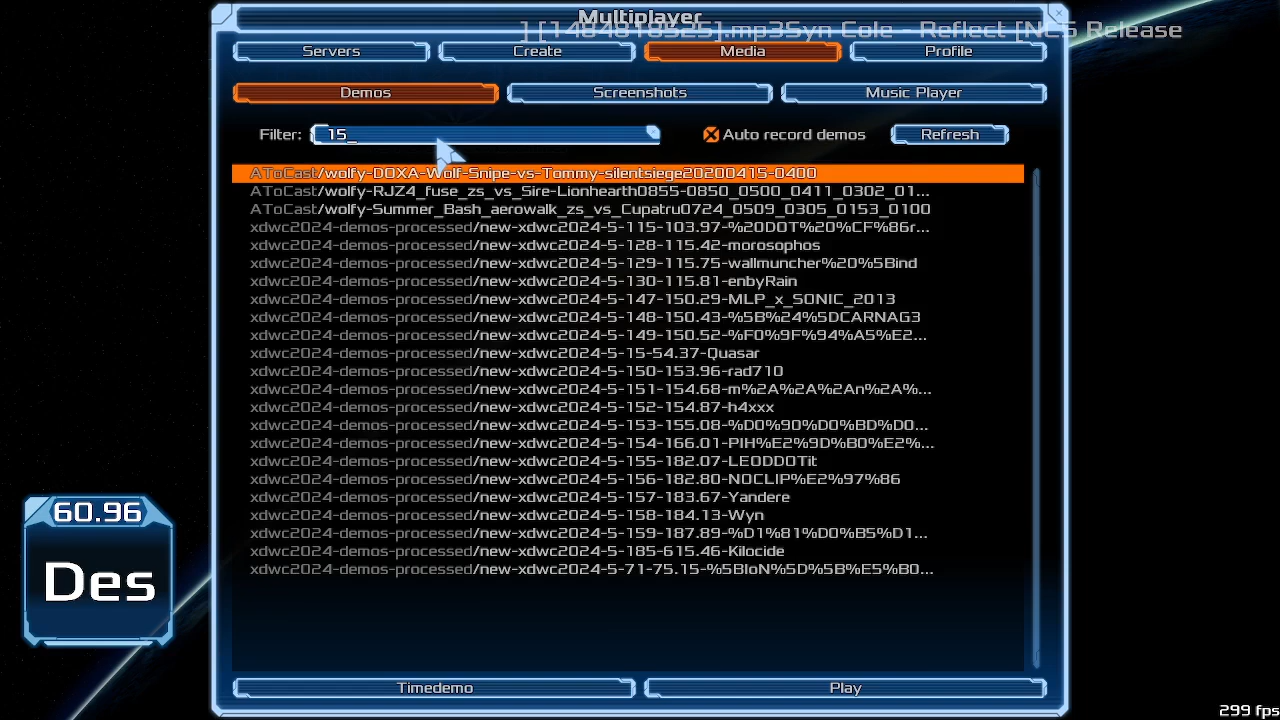 Multiplayer
] [1484818525].mp3Syn Cole - Reflect [NCS Release
Servers Create Media Profile
Demos Screenshots Music Player
Filter: 15_ Auto record demos Refresh
AToCast/wolfy-DOXA-Wolf-Snipe-vs-Tommy-silentsiege20200415-0400
AToCast/wolfy-RJZ4_fuse_zs_vs_Sire-Lionhearth0855-0850_0500_0411_0302_01...
AToCast/wolfy-Summer_Bash_aerowalk_zs_vs_Cupatru0724_0509_0305_0153_0100
xdwc2024-demos-processed/new-xdwc2024-5-115-103.97-%20DOT%20%CF%86r...
xdwc2024-demos-processed/new-xdwc2024-5-128-115.42-morosophos
xdwc2024-demos-processed/new-xdwc2024-5-129-115.75-wallmuncher%20%5Bind
xdwc2024-demos-processed/new-xdwc2024-5-130-115.81-enbyRain
xdwc2024-demos-processed/new-xdwc2024-5-147-150.29-MLP_x_SONIC_2013
xdwc2024-demos-processed/new-xdwc2024-5-148-150.43-%5B%24%5DCARNAG3
xdwc2024-demos-processed/new-xdwc2024-5-149-150.52-%F0%9F%94%A5%E2...
xdwc2024-demos-processed/new-xdwc2024-5-15-54.37-Quasar
xdwc2024-demos-processed/new-xdwc2024-5-150-153.96-rad710
xdwc2024-demos-processed/new-xdwc2024-5-151-154.68-m%2A%2A%2An%2A%...
xdwc2024-demos-processed/new-xdwc2024-5-152-154.87-h4xxx
xdwc2024-demos-processed/new-xdwc2024-5-153-155.08-%D0%90%D0%BD%D0...
xdwc2024-demos-processed/new-xdwc2024-5-154-166.01-PIH%E2%9D%B0%E2%...
xdwc2024-demos-processed/new-xdwc2024-5-155-182.07-LEODDOTit
xdwc2024-demos-processed/new-xdwc2024-5-156-182.80-NOCLIP%E2%97%86
xdwc2024-demos-processed/new-xdwc2024-5-157-183.67-Yandere
xdwc2024-demos-processed/new-xdwc2024-5-158-184.13-Wyn
xdwc2024-demos-processed/new-xdwc2024-5-159-187.89-%D1%81%D0%B5%D1...
xdwc2024-demos-processed/new-xdwc2024-5-185-615.46-Kilocide
xdwc2024-demos-processed/new-xdwc2024-5-71-75.15-%5BloN%5D%5B%E5%B0...
60.96
Des
Timedemo Play
299 fps